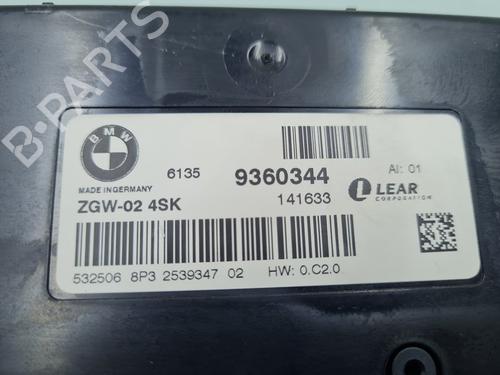 B-PARTS
BMW
6135 9360344 AI: 01
MADE IN GERMANY
141633
LEAR
CORPORATION
ZGW-02 4SK
532506 8P3 2539347 02 HW: 0.C2.0